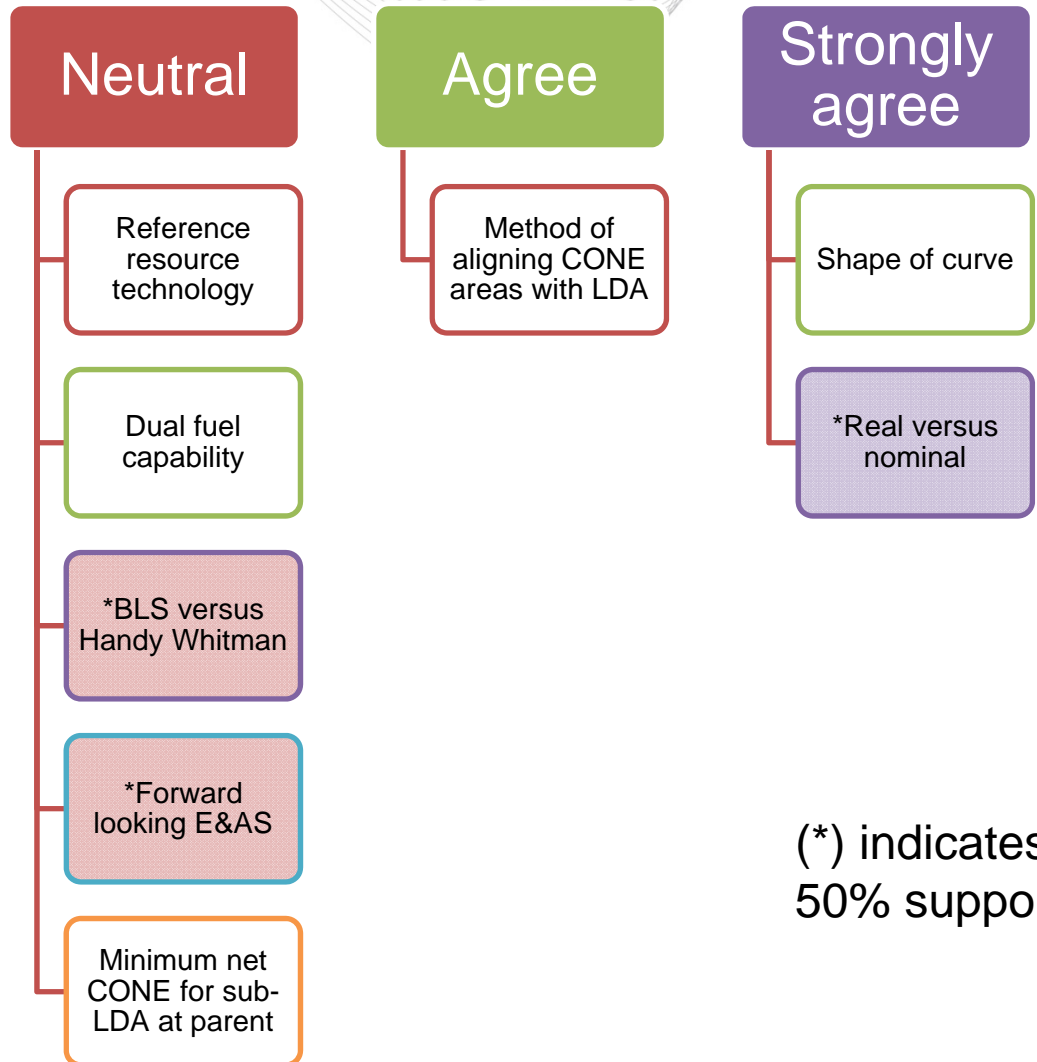 Neutral
Reference
resource
technology
Dual fuel
capability
*BLS versus
Handy Whitman
*Forward
looking E&AS
Minimum net
CONE for sub-
LDA at parent
Agree
Method of
aligning CONE
areas with LDA
Strongly
agree
Shape of curve
*Real versus
nominal
(*) indicates
50% suppo